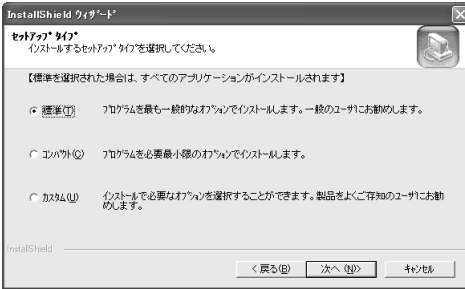 InstallShield ウィザード
セットアップ タイプ
インストールするセットアップ タイプを選択してください。
【標準を選択された場合は、すべてのアプリケーションがインストールされます】
標準(T)
プログラムを最も一般的なオプションでインストールします。一般のユーザにお勧めします。
コンパクト(C)
プログラムを必要最小限のオプションでインストールします。
カスタム(U)
インストールで必要なオプションを選択することができます。製品をよくご存知のユーザにお勧
めします。
InstallShield
< 戻る(B)
次へ (N)>
キャンセル